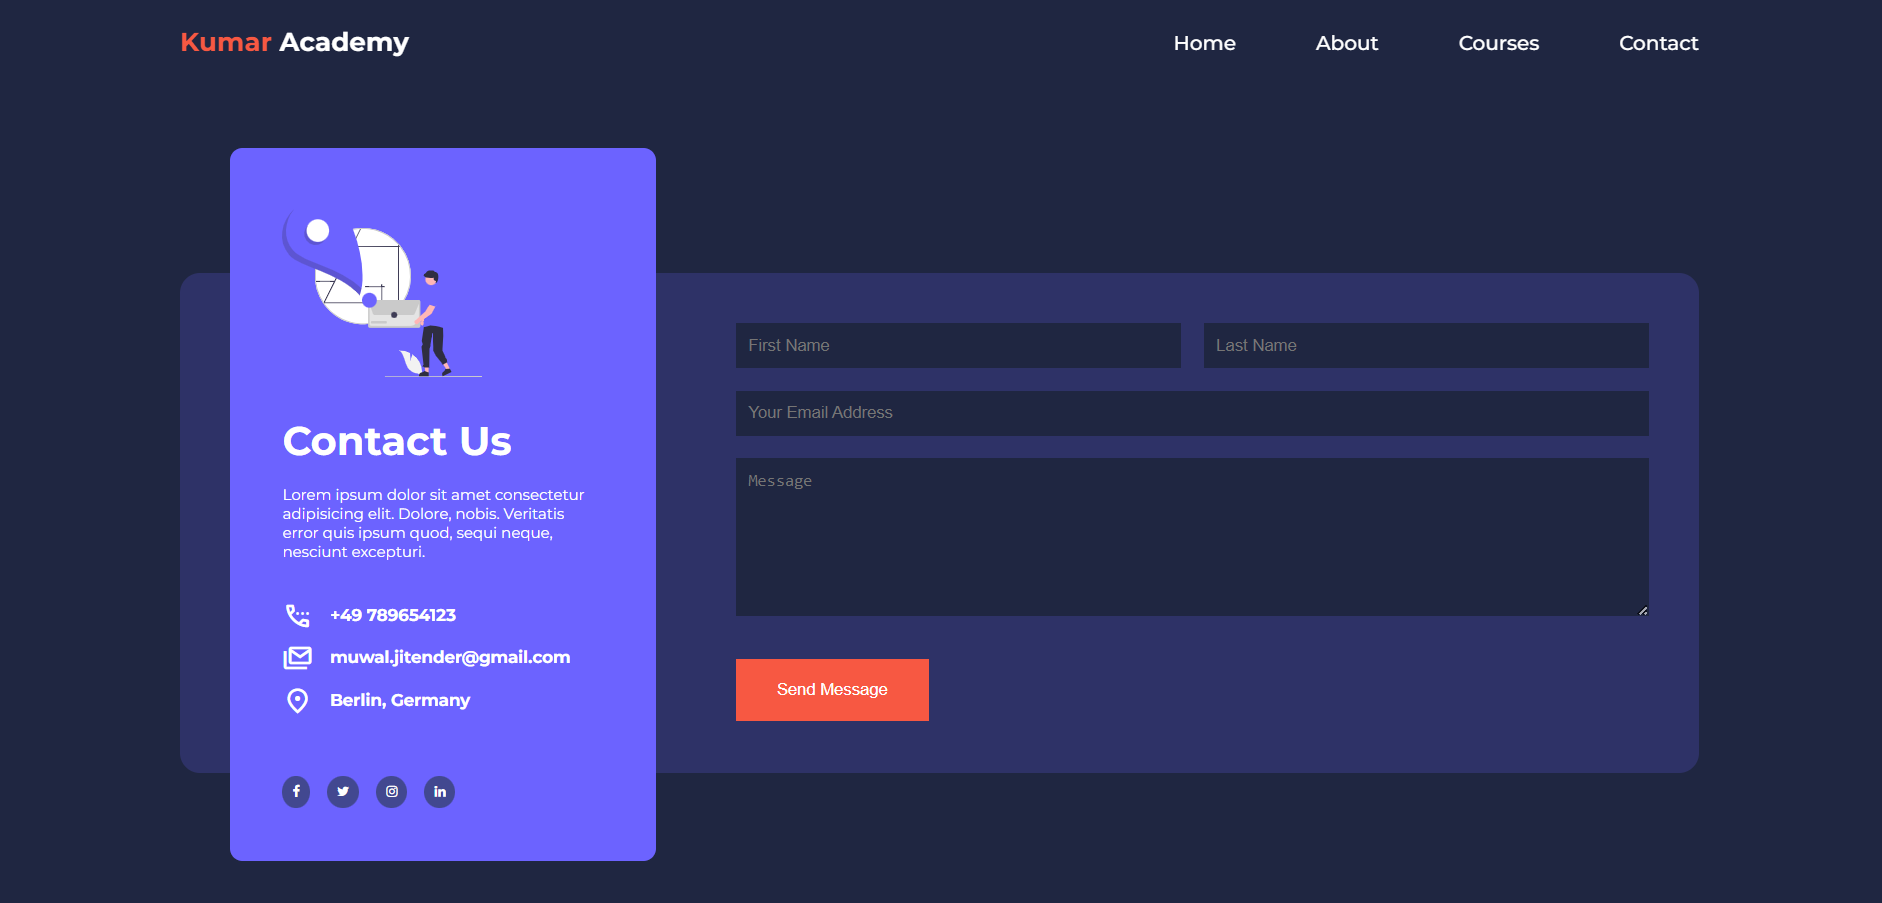 Kumar Academy
Home
About
Courses
Contact
Contact Us
Lorem ipsum dolor sit amet consectetur
adipisicing elit. Dolore, nobis. Veritatis
error quis ipsum quod, sequi neque,
nesciunt excepturi.
+49 789654123
muwal.jitender@gmail.com
Berlin, Germany
First Name
Last Name
Your Email Address
Message
Send Message